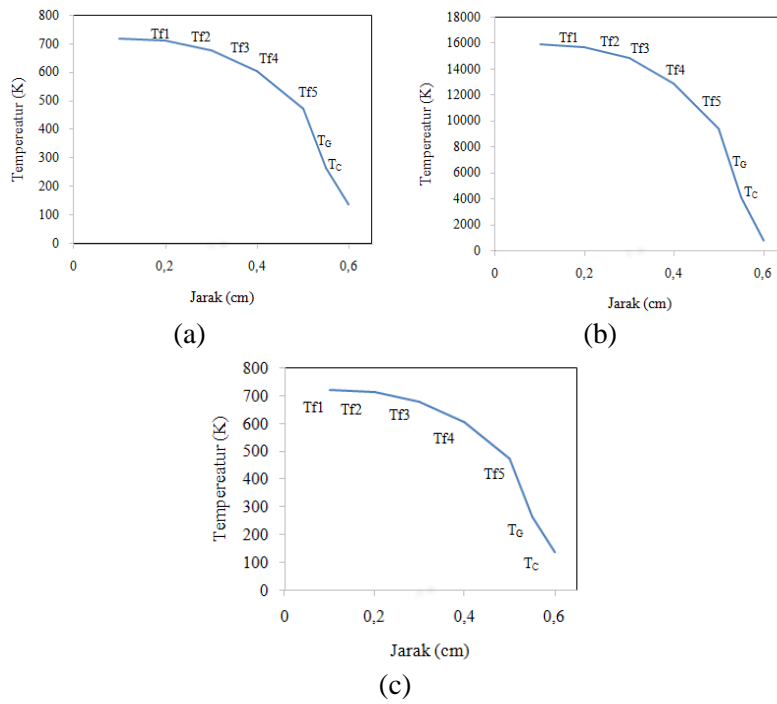 800
700
600
500
400
300
200
100
0
Tempereatur (K)
Tf1
Tf2
Tf3
Tf4
Tf5
TG
TC
0
0,2
0,4
0,6
Jarak (cm)
(a)
18000
16000
14000
12000
10000
8000
6000
4000
2000
0
Tempereatur (K)
Tf1
Tf2
Tf3
Tf4
Tf5
TG
TC
0
0,2
0,4
0,6
Jarak (cm)
(b)
800
700
600
500
400
300
200
100
0
Tempereatur (K)
Tf1
Tf2
Tf3
Tf4
Tf5
TG
TC
0
0,2
0,4
0,6
Jarak (cm)
(c)